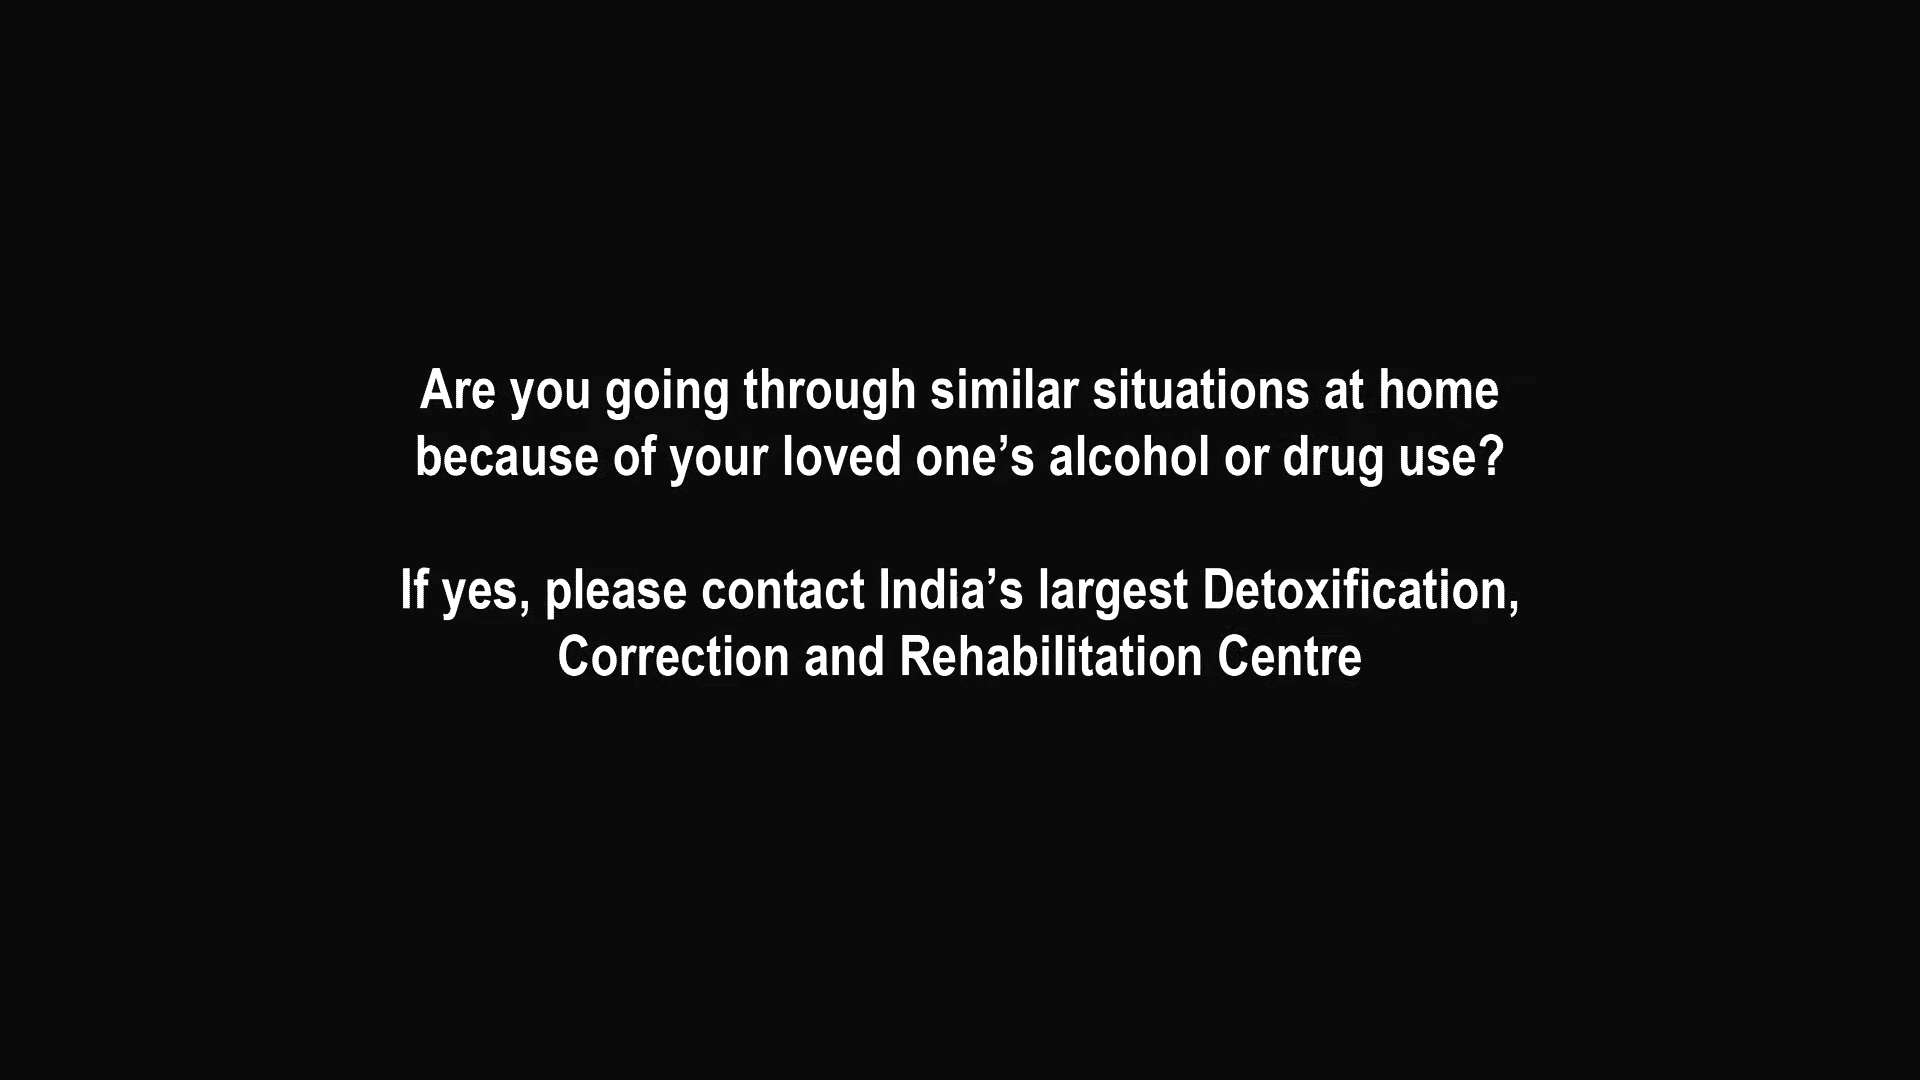 Are you going through similar situations at home
because of your loved one’s alcohol or drug use?
If yes, please contact India’s largest Detoxification,
Correction and Rehabilitation Centre